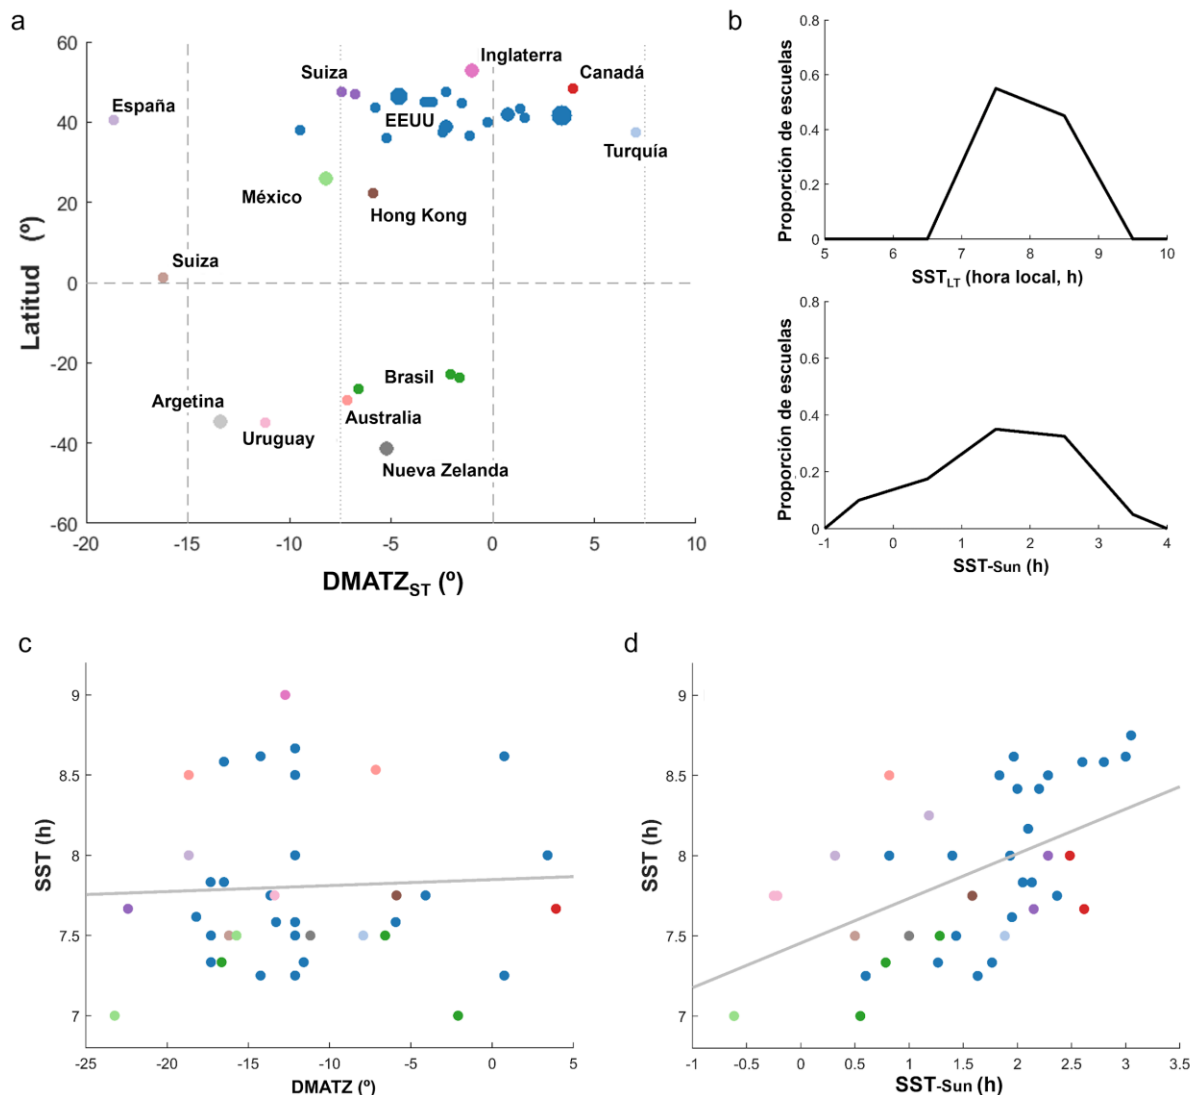 a
60
40
20
0
-20
-40
-60
Latitud (º)
-20
-15
-10
-5
0
5
10
DMATZST (º)
España
Suiza
Inglaterra
Canadá
EEUU
Turquía
México
Hong Kong
Suiza
Brasil
Argetina
Uruguay
Australia
Nueva Zelanda
b
Proporción de escuelas
0.8
0.6
0.4
0.2
0
5
6
7
8
9
10
SSTLT (hora local, h)
Proporción de escuelas
0.8
0.6
0.4
0.2
0
-1
0
1
2
3
4
SST-Sun (h)
c
SST (h)
9
8.5
8
7.5
7
-25
-20
-15
-10
-5
0
5
DMATZ (º)
d
SST (h)
9
8.5
8
7.5
7
-1
-0.5
0
0.5
1
1.5
2
2.5
3
3.5
SST-Sun (h)